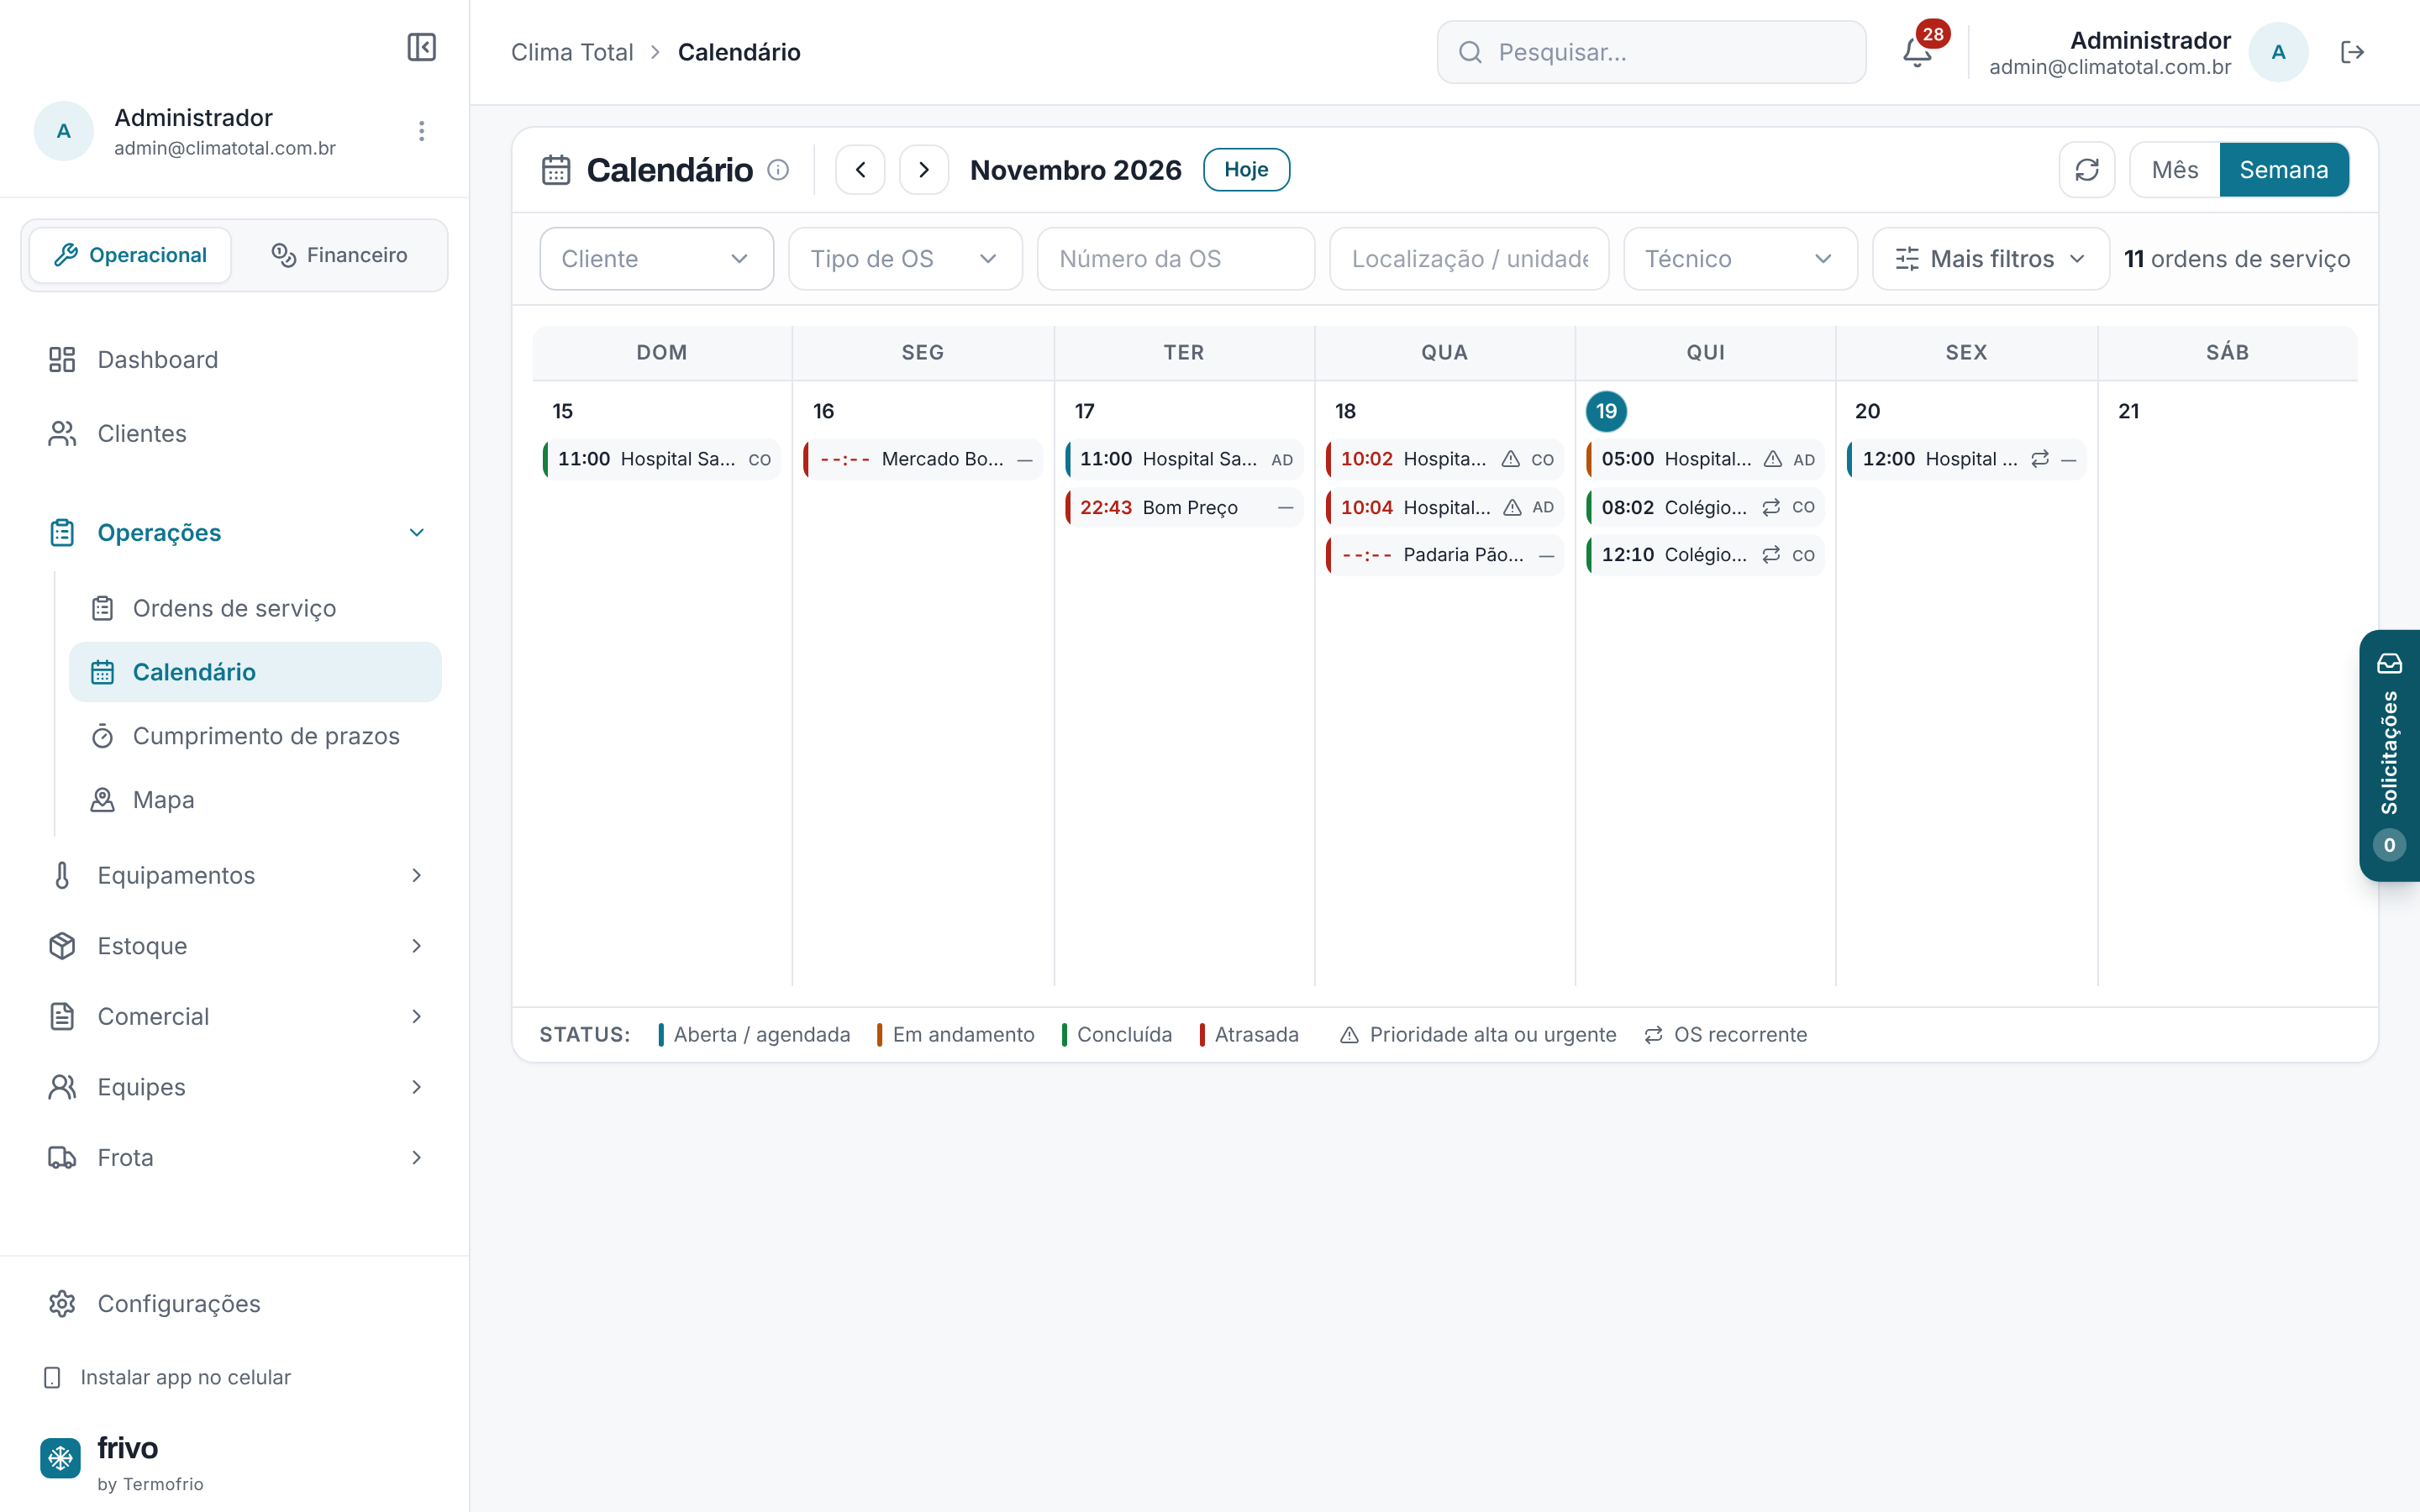 Clima Total > Calendário
Pesquisar...
28
Administrador
admin@climatotal.com.br
A
A
Administrador
admin@climatotal.com.br
Operacional
Financeiro
Dashboard
Clientes
Operações
Ordens de serviço
Calendário
Cumprimento de prazos
Mapa
Equipamentos
Estoque
Comercial
Equipes
Frota
Configurações
Instalar app no celular
frivo
by Termofrio
Calendário
Novembro 2026
Hoje
Mês
Semana
Cliente
Tipo de OS
Número da OS
Localização / unidade
Técnico
Mais filtros
11 ordens de serviço
DOM
SEG
TER
QUA
QUI
SEX
SÁB
15
11:00 Hospital Sa... CO
16
--:-- Mercado Bo... —
17
11:00 Hospital Sa... AD
22:43 Bom Preço —
18
10:02 Hospita... CO
10:04 Hospital... AD
--:-- Padaria Pão... —
19
05:00 Hospital... AD
08:02 Colégio... CO
12:10 Colégio... CO
20
12:00 Hospital ... —
21
STATUS: Aberta / agendada Em andamento Concluída Atrasada Prioridade alta ou urgente OS recorrente
Solicitações
0